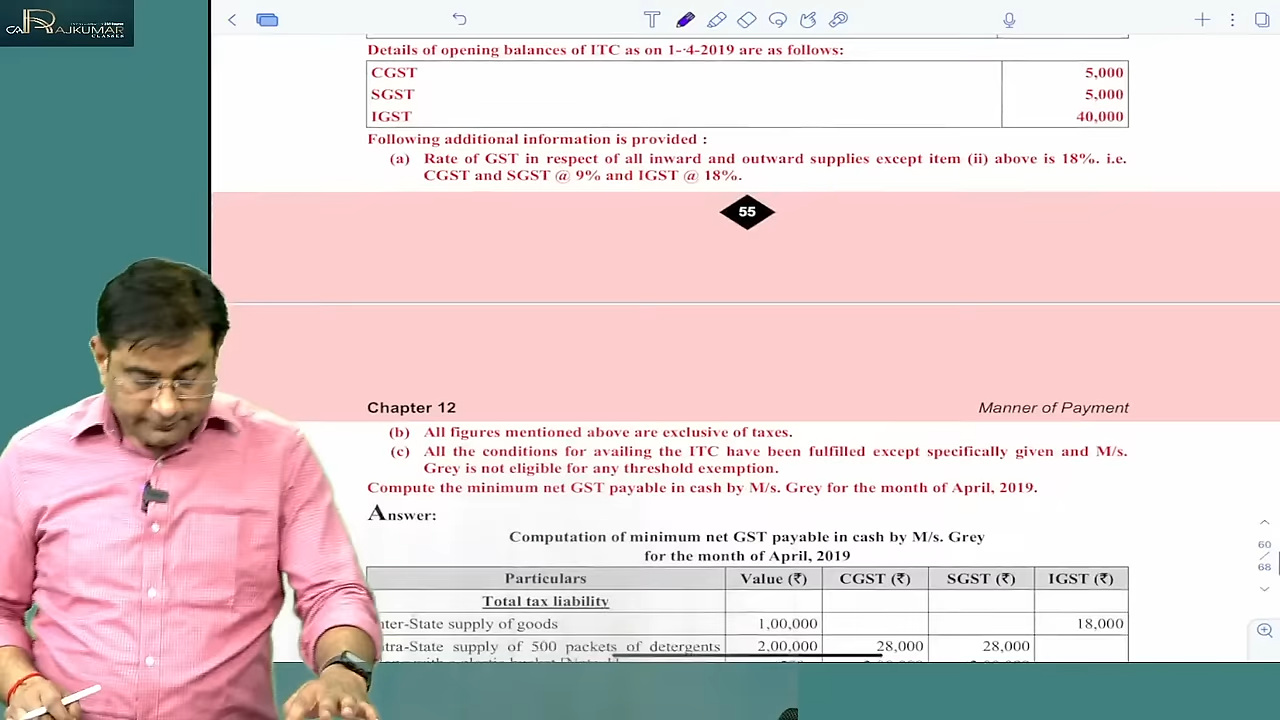 RAJKUMAR
CLASSES
Details of opening balances of ITC as on 1-4-2019 are as follows:
CGST 5,000
SGST 5,000
IGST 40,000
Following additional information is provided :
(a) Rate of GST in respect of all inward and outward supplies except item (ii) above is 18%. i.e.
CGST and SGST @ 9% and IGST @ 18%.
55
Chapter 12 Manner of Payment
(b) All figures mentioned above are exclusive of taxes.
(c) All the conditions for availing the ITC have been fulfilled except specifically given and M/s.
Grey is not eligible for any threshold exemption.
Compute the minimum net GST payable in cash by M/s. Grey for the month of April, 2019.
Answer:
Computation of minimum net GST payable in cash by M/s. Grey
for the month of April, 2019
Particulars Value (₹) CGST (₹) SGST (₹) IGST (₹)
Total tax liability
nter-State supply of goods 1,00,000 18,000
ntra-State supply of 500 packets of detergents 2,00,000 28,000 28,000
60
68